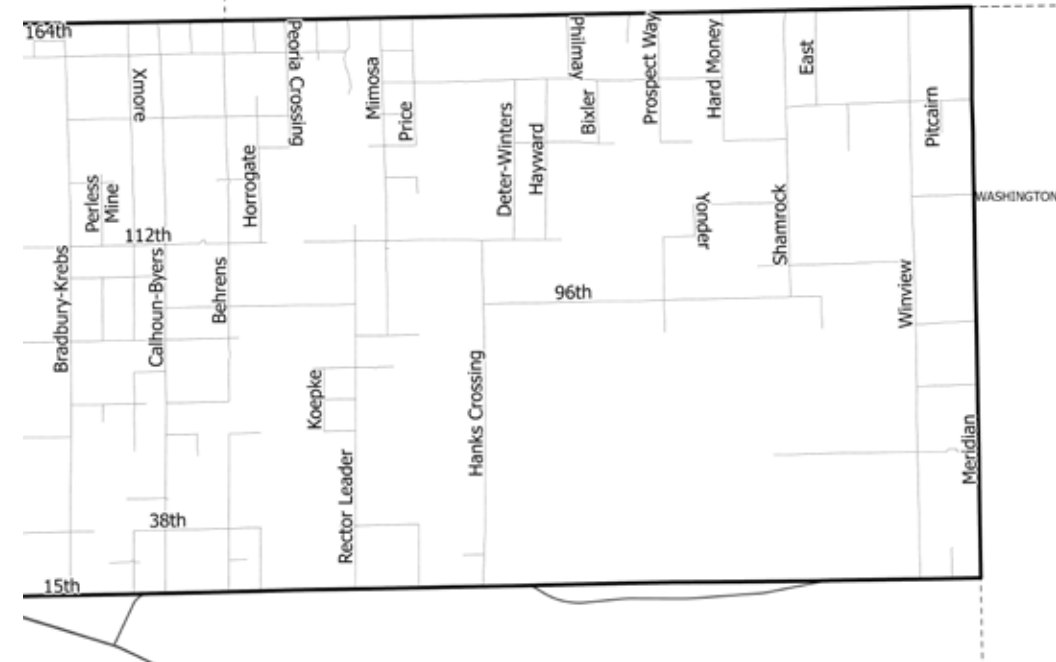 164th
Peoria Crossing
Philmay
Prospect Way
Hard Money
East
Xmore
Mimosa
Price
Bixler
Pitcairn
Deter-Winters
Hayward
Horrogate
Perless
Mine
Yonder
Shamrock
WASHINGTON
112th
Bradbury-Krebs
Calhoun-Byers
Behrens
96th
Winview
Koepke
Hanks Crossing
Rector Leader
Meridian
38th
15th